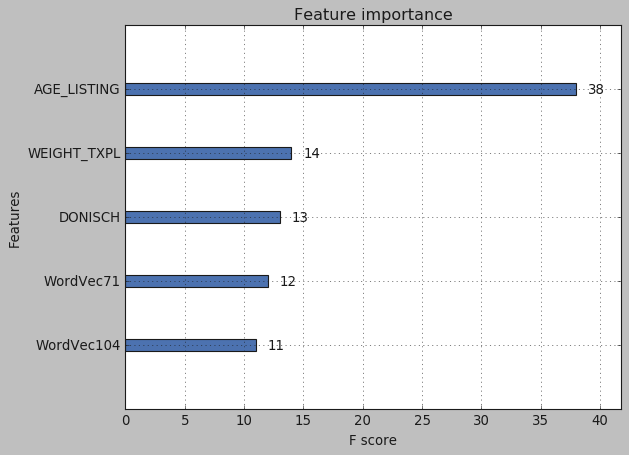 Feature importance
AGE_LISTING 38
WEIGHT_TXPL 14
DONISCH 13
WordVec71 12
WordVec104 11
Features
0 5 10 15 20 25 30 35 40
F score